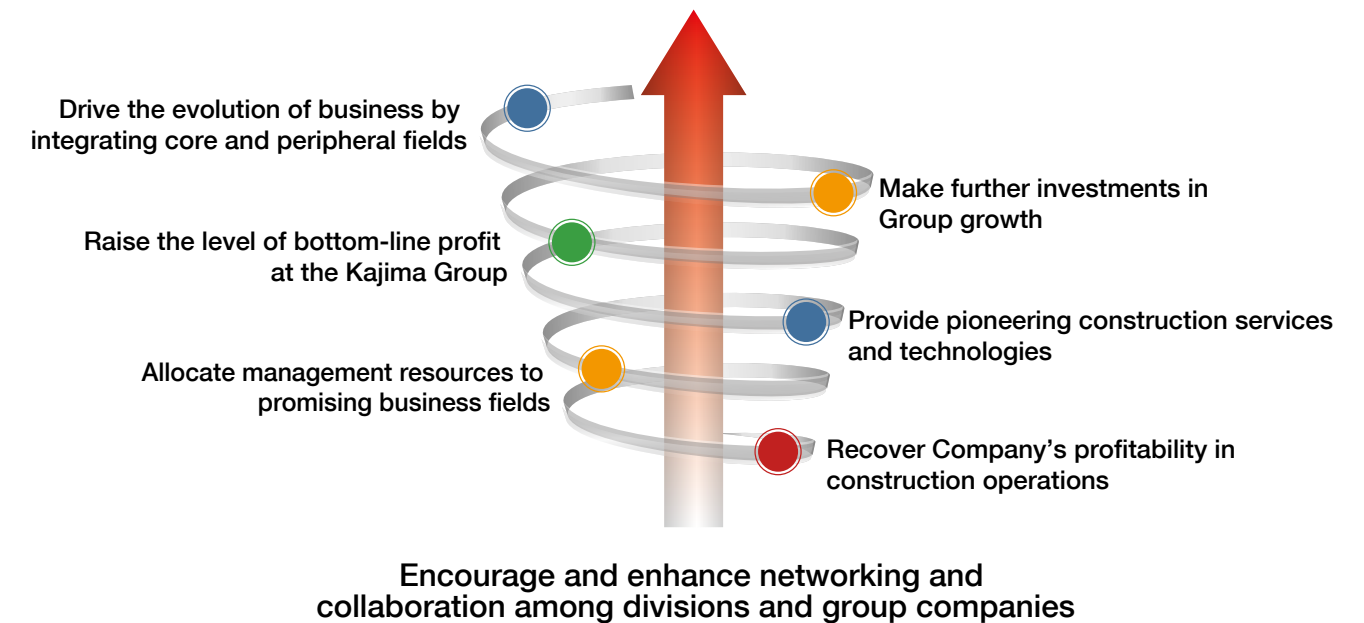 Drive the evolution of business by
integrating core and peripheral fields
Make further investments in
Group growth
Raise the level of bottom-line profit
at the Kajima Group
Provide pioneering construction services
and technologies
Allocate management resources to
promising business fields
Recover Company’s profitability in
construction operations
Encourage and enhance networking and
collaboration among divisions and group companies